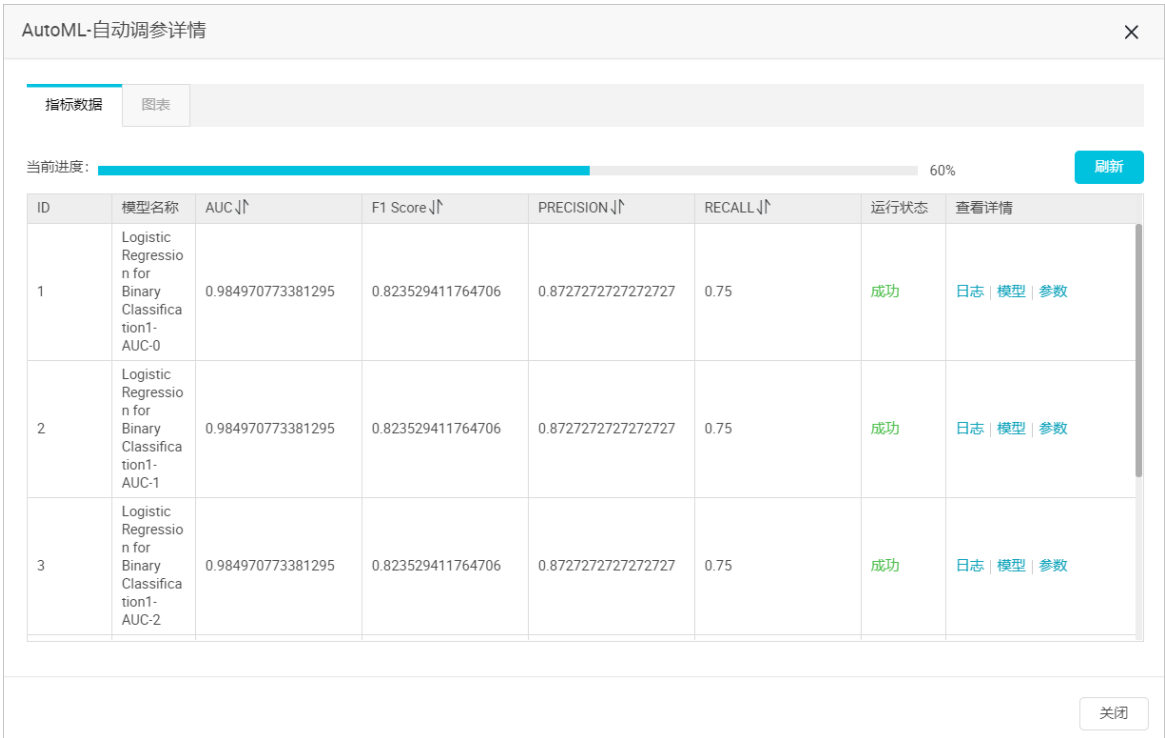 AutoML-自动调参详情
指标数据 图表
当前进度： 60% 刷新
ID 模型名称 AUC F1 Score PRECISION RECALL 运行状态 查看详情
Logistic
Regressio
n for
1 Binary 0.984970773381295 0.823529411764706 0.8727272727272727 0.75 成功 日志 | 模型 | 参数
Classifica
tion1-
AUC-0
Logistic
Regressio
n for
2 Binary 0.984970773381295 0.823529411764706 0.8727272727272727 0.75 成功 日志 | 模型 | 参数
Classifica
tion1-
AUC-1
Logistic
Regressio
n for
3 Binary 0.984970773381295 0.823529411764706 0.8727272727272727 0.75 成功 日志 | 模型 | 参数
Classifica
tion1-
AUC-2
关闭